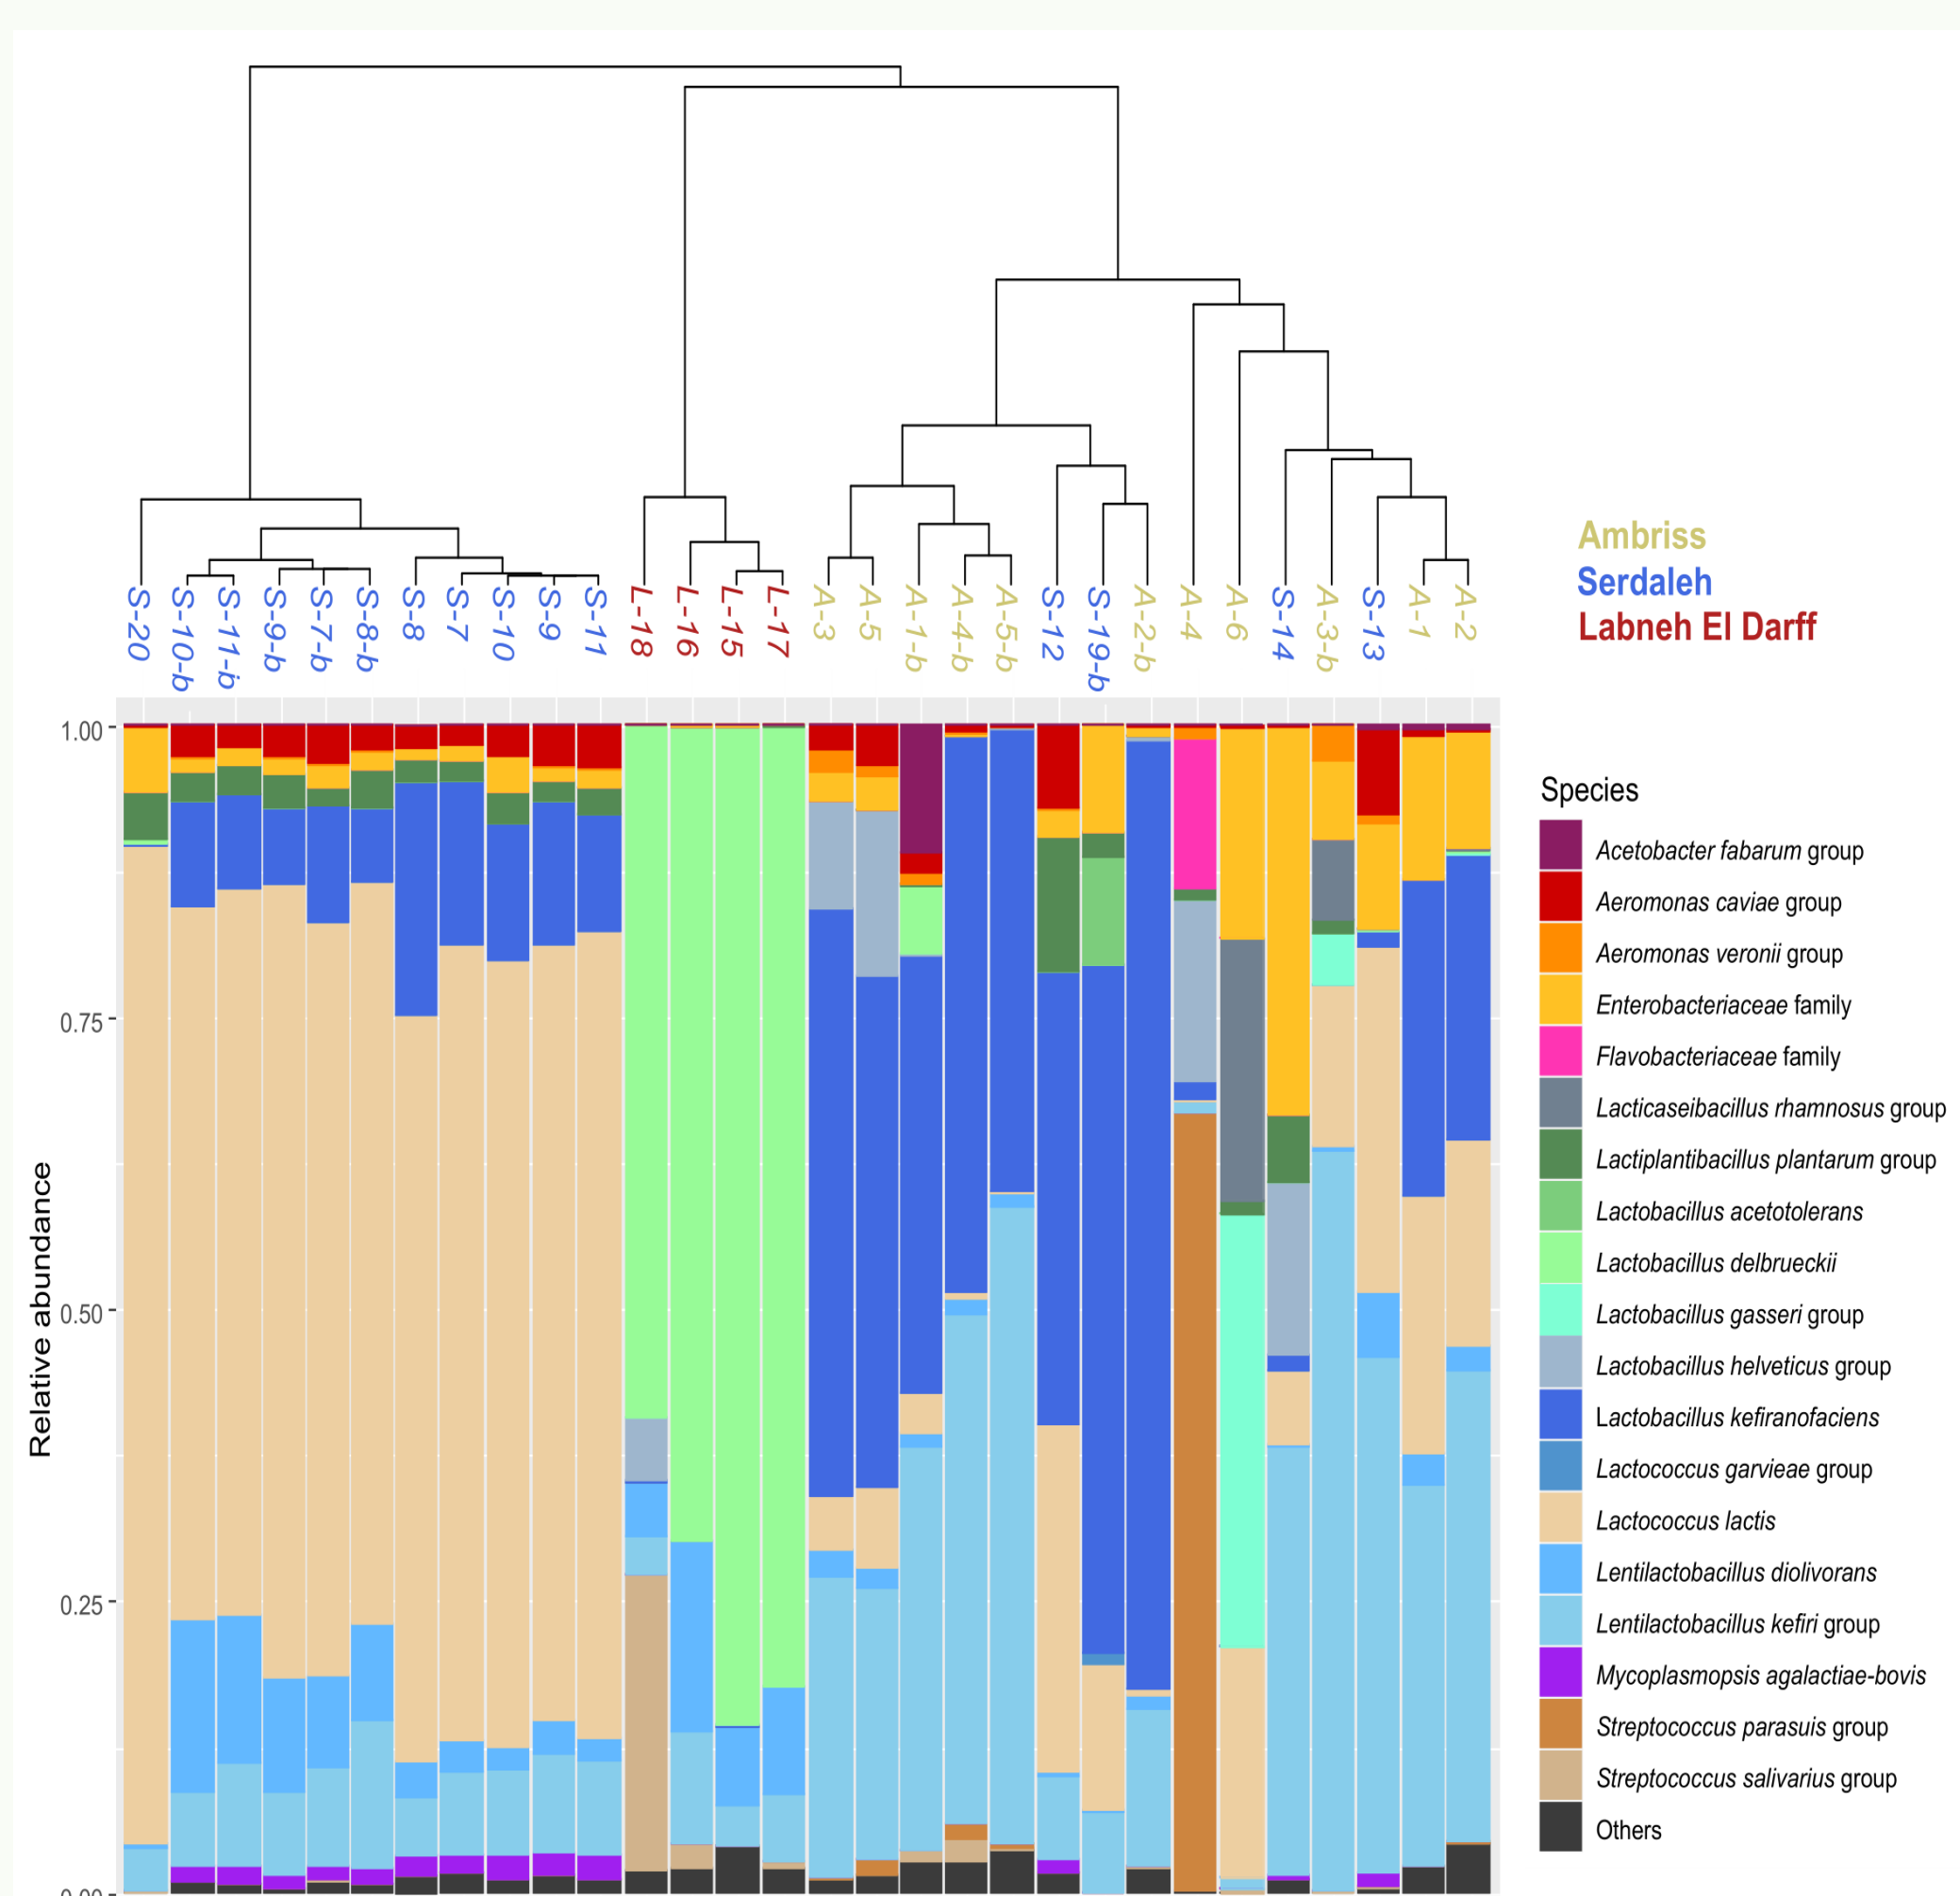 S-20
S-10-b
S-11-b
S-9-b
S-7-b
S-8-b
S-8
S-7
S-10
S-9
S-11
L-18
L-16
L-15
L-17
A-3
A-5
A-1-b
A-4-b
A-5-b
S-12
S-19-b
A-2-b
A-4
A-6
S-14
A-3-b
S-13
A-1
A-2
Ambriss
Serdaleh
Labneh El Darff
1.00
0.75
0.50
0.25
0.00
Relative abundance
Species
Acetobacter fabarum group
Aeromonas caviae group
Aeromonas veronii group
Enterobacteriaceae family
Flavobacteriaceae family
Lacticaseibacillus rhamnosus group
Lactiplantibacillus plantarum group
Lactobacillus acetotolerans
Lactobacillus delbrueckii
Lactobacillus gasseri group
Lactobacillus helveticus group
Lactobacillus kefiranofaciens
Lactococcus garvieae group
Lactococcus lactis
Lentilactobacillus diolivorans
Lentilactobacillus kefiri group
Mycoplasmopsis agalactiae-bovis
Streptococcus parasuis group
Streptococcus salivarius group
Others